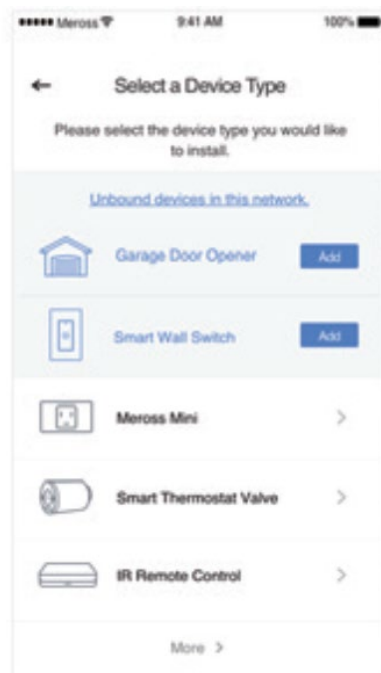 Meross 9:41 AM 100%
Select a Device Type
Please select the device type you would like
to install.
Unbound devices in this network.
Garage Door Opener Add
Smart Wall Switch Add
Meross Mini
Smart Thermostat Valve
IR Remote Control
More